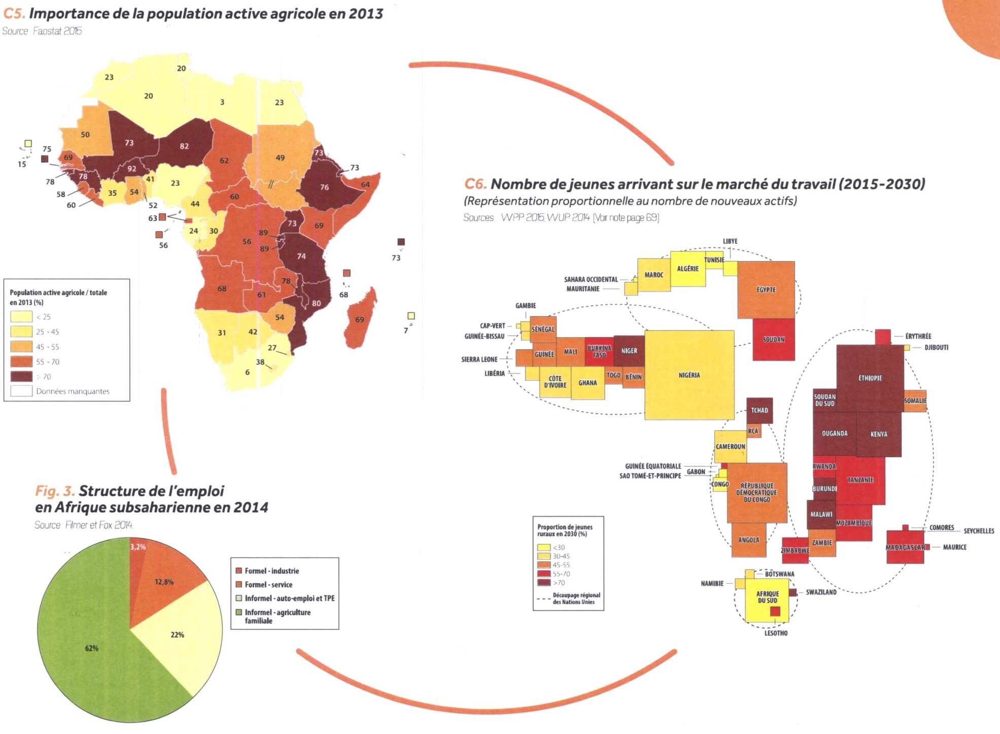 C5. Importance de la population active agricole en 2013
Source Faostat 2015
20
23
20
3
23
50
73
82
62
49
73
73
76
64
75
15
69
78
78
92
41
23
58
35
54
60
52
44
60
63
24
30
56
56
89
89
73
69
74
73
68
78
61
80
68
69
54
31
42
27
38
6
7
Population active agricole / totale
en 2013 (%)
< 25
25 - 45
45 - 55
55 - 70
> 70
Données manquantes
C6. Nombre de jeunes arrivant sur le marché du travail (2015-2030)
(Représentation proportionnelle au nombre de nouveaux actifs)
Sources WPP 2015, WUP 2014 (Voir note page 69)
LIBYE
TUNISIE
ALGÉRIE
MAROC
SAHARA OCCIDENTAL
MAURITANIE
ÉGYPTE
SOUDAN
GAMBIE
CAP-VERT
GUINÉE-BISSAU
SÉNÉGAL
SIERRA LEONE
GUINÉE
MALI
BURKINA
FASO
NIGER
LIBÉRIA
CÔTE
D'IVOIRE
GHANA
TOGO
BÉNIN
NIGÉRIA
ÉRYTHRÉE
DJIBOUTI
ÉTHIOPIE
SOUDAN
DU SUD
SOMALIE
OUGANDA
KENYA
RWANDA
TANZANIE
BURUNDI
MALAWI
MOZAMBIQUE
ZAMBIE
ZIMBABWE
COMORES
SEYCHELLES
MADAGASCAR
MAURICE
TCHAD
RCA
CAMEROUN
GUINÉE ÉQUATORIALE
GABON
SAO TOMÉ-ET-PRINCIPE
CONGO
RÉPUBLIQUE
DÉMOCRATIQUE
DU CONGO
ANGOLA
BOTSWANA
NAMIBIE
AFRIQUE
DU SUD
SWAZILAND
LESOTHO
Proportion de jeunes
ruraux en 2030 (%)
<30
30-45
45-55
55-70
>70
Découpage régional
des Nations Unies
Fig. 3. Structure de l'emploi
en Afrique subsaharienne en 2014
Source : Filmer et Fox 2014.
3,2%
12,8%
22%
62%
Formel - industrie
Formel - service
Informel - auto-emploi et TPE
Informel - agriculture
familiale